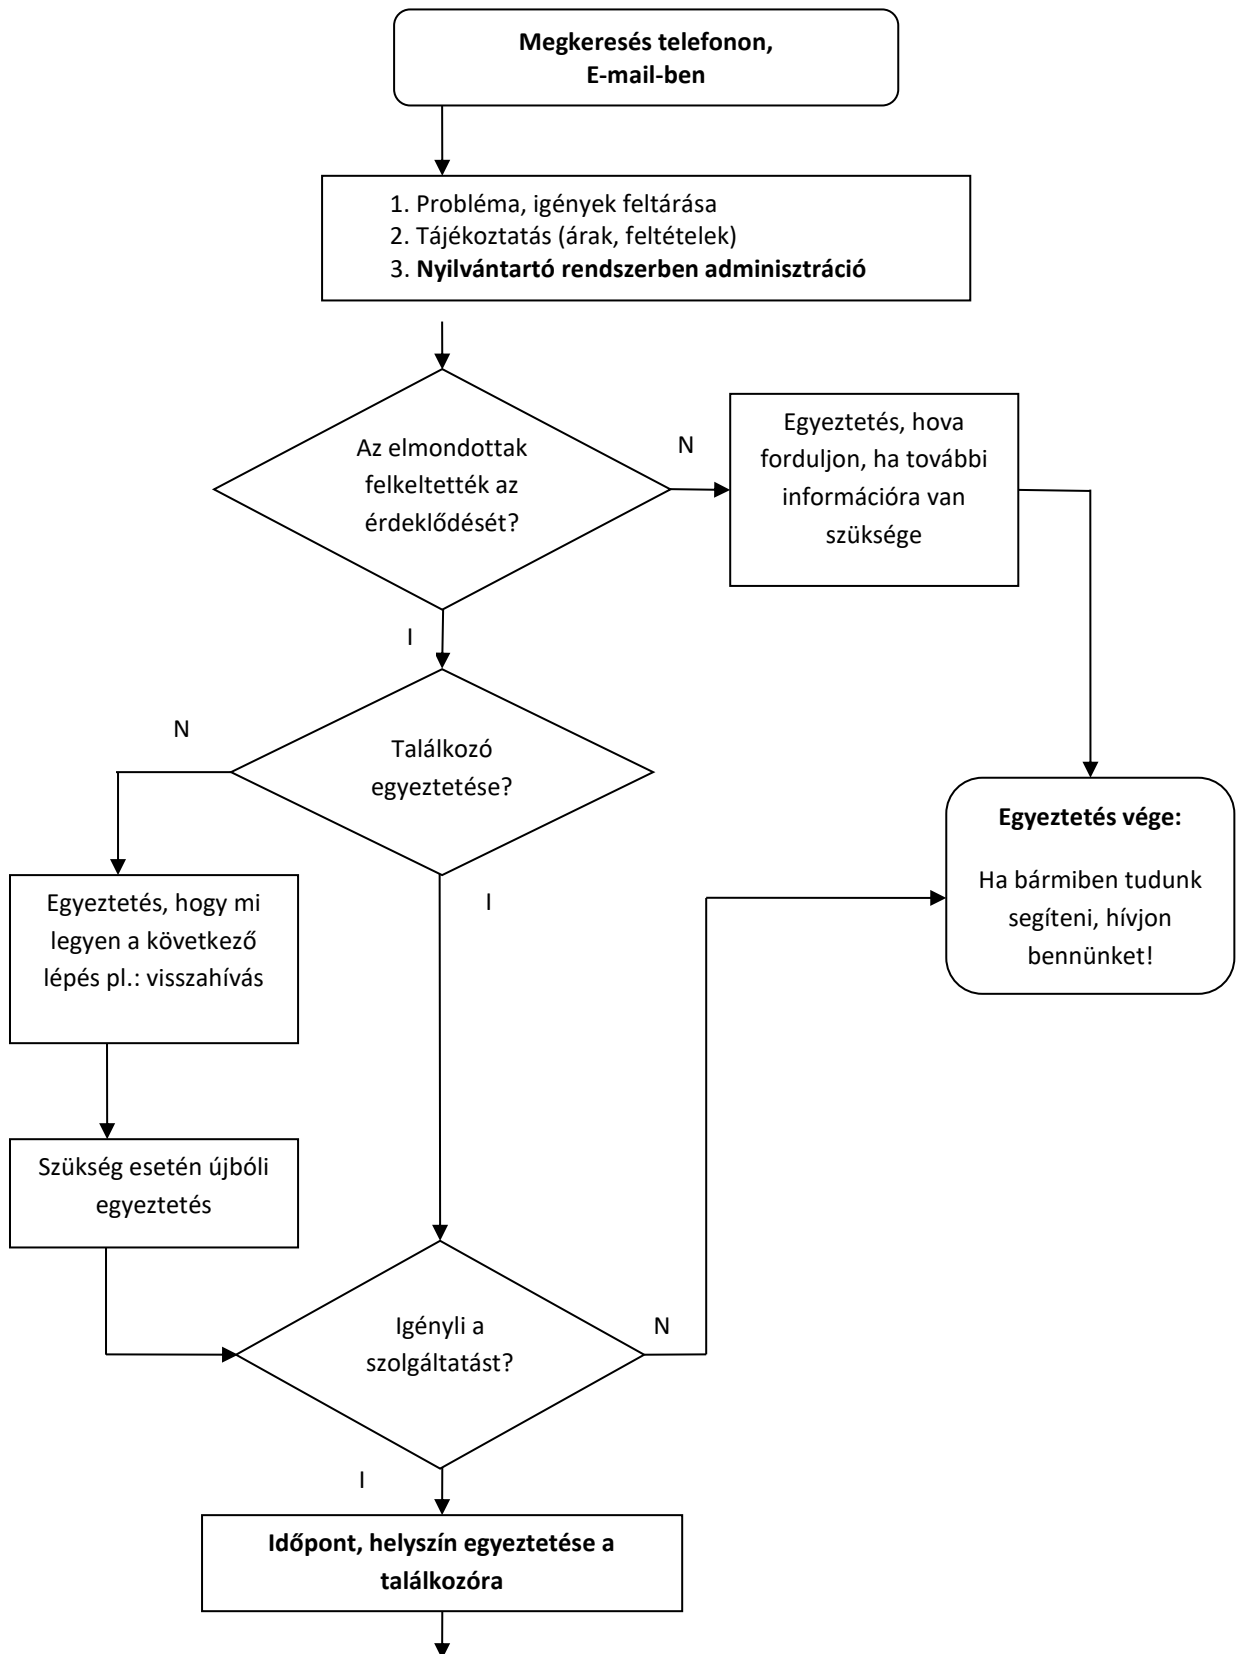 Megkeresés telefonon,
E-mail-ben
1. Probléma, igények feltárása
2. Tájékoztatás (árak, feltételek)
3. Nyilvántartó rendszerben adminisztráció
Az elmondottak
felkeltették az
érdeklődését?
N
Egyeztetés, hova
forduljon, ha további
információra van
szüksége
I
N
Találkozó
egyeztetése?
Egyeztetés vége:
Ha bármiben tudunk
segíteni, hívjon
bennünket!
I
Egyeztetés, hogy mi
legyen a következő
lépés pl.: visszahívás
Szükség esetén újbóli
egyeztetés
Igényli a
szolgáltatást?
N
I
Időpont, helyszín egyeztetése a
találkozóra